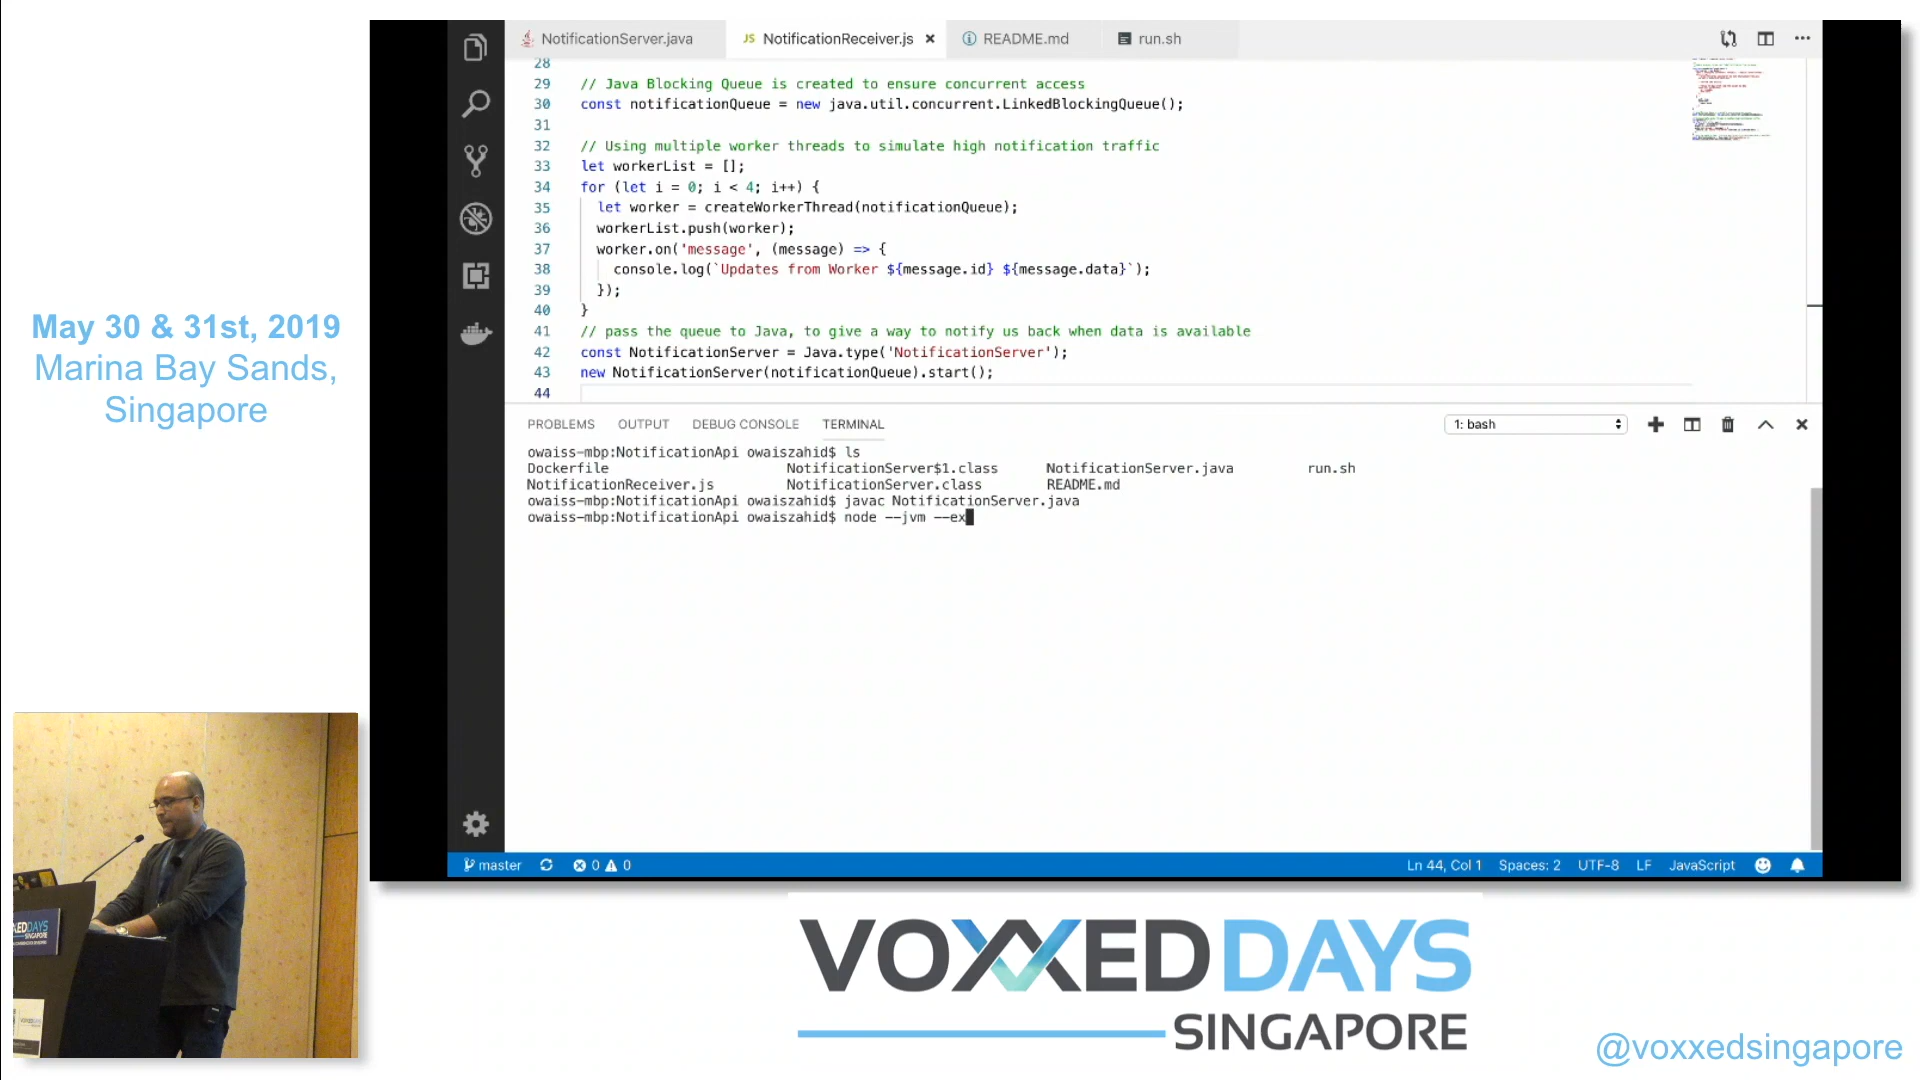 May 30 & 31st, 2019
Marina Bay Sands,
Singapore
NotificationServer.java
JS NotificationReceiver.js
README.md
run.sh
28
29 // Java Blocking Queue is created to ensure concurrent access
30 const notificationQueue = new java.util.concurrent.LinkedBlockingQueue();
31
32 // Using multiple worker threads to simulate high notification traffic
33 let workerList = [];
34 for (let i = 0; i < 4; i++) {
35 let worker = createWorkerThread(notificationQueue);
36 workerList.push(worker);
37 worker.on('message', (message) => {
38 console.log(`Updates from Worker ${message.id} ${message.data}`);
39 });
40 }
41 // pass the queue to Java, to give a way to notify us back when data is available
42 const NotificationServer = Java.type('NotificationServer');
43 new NotificationServer(notificationQueue).start();
44
PROBLEMS OUTPUT DEBUG CONSOLE TERMINAL
1: bash
owaiss-mbp:NotificationApi owaiszahid$ ls
Dockerfile NotificationServer$1.class NotificationServer.java run.sh
NotificationReceiver.js NotificationServer.class README.md
owaiss-mbp:NotificationApi owaiszahid$ javac NotificationServer.java
owaiss-mbp:NotificationApi owaiszahid$ node --jvm --ex
master 0 0 Ln 44, Col 1 Spaces: 2 UTF-8 LF JavaScript
VOXXED DAYS
SINGAPORE
@voxxedsingapore